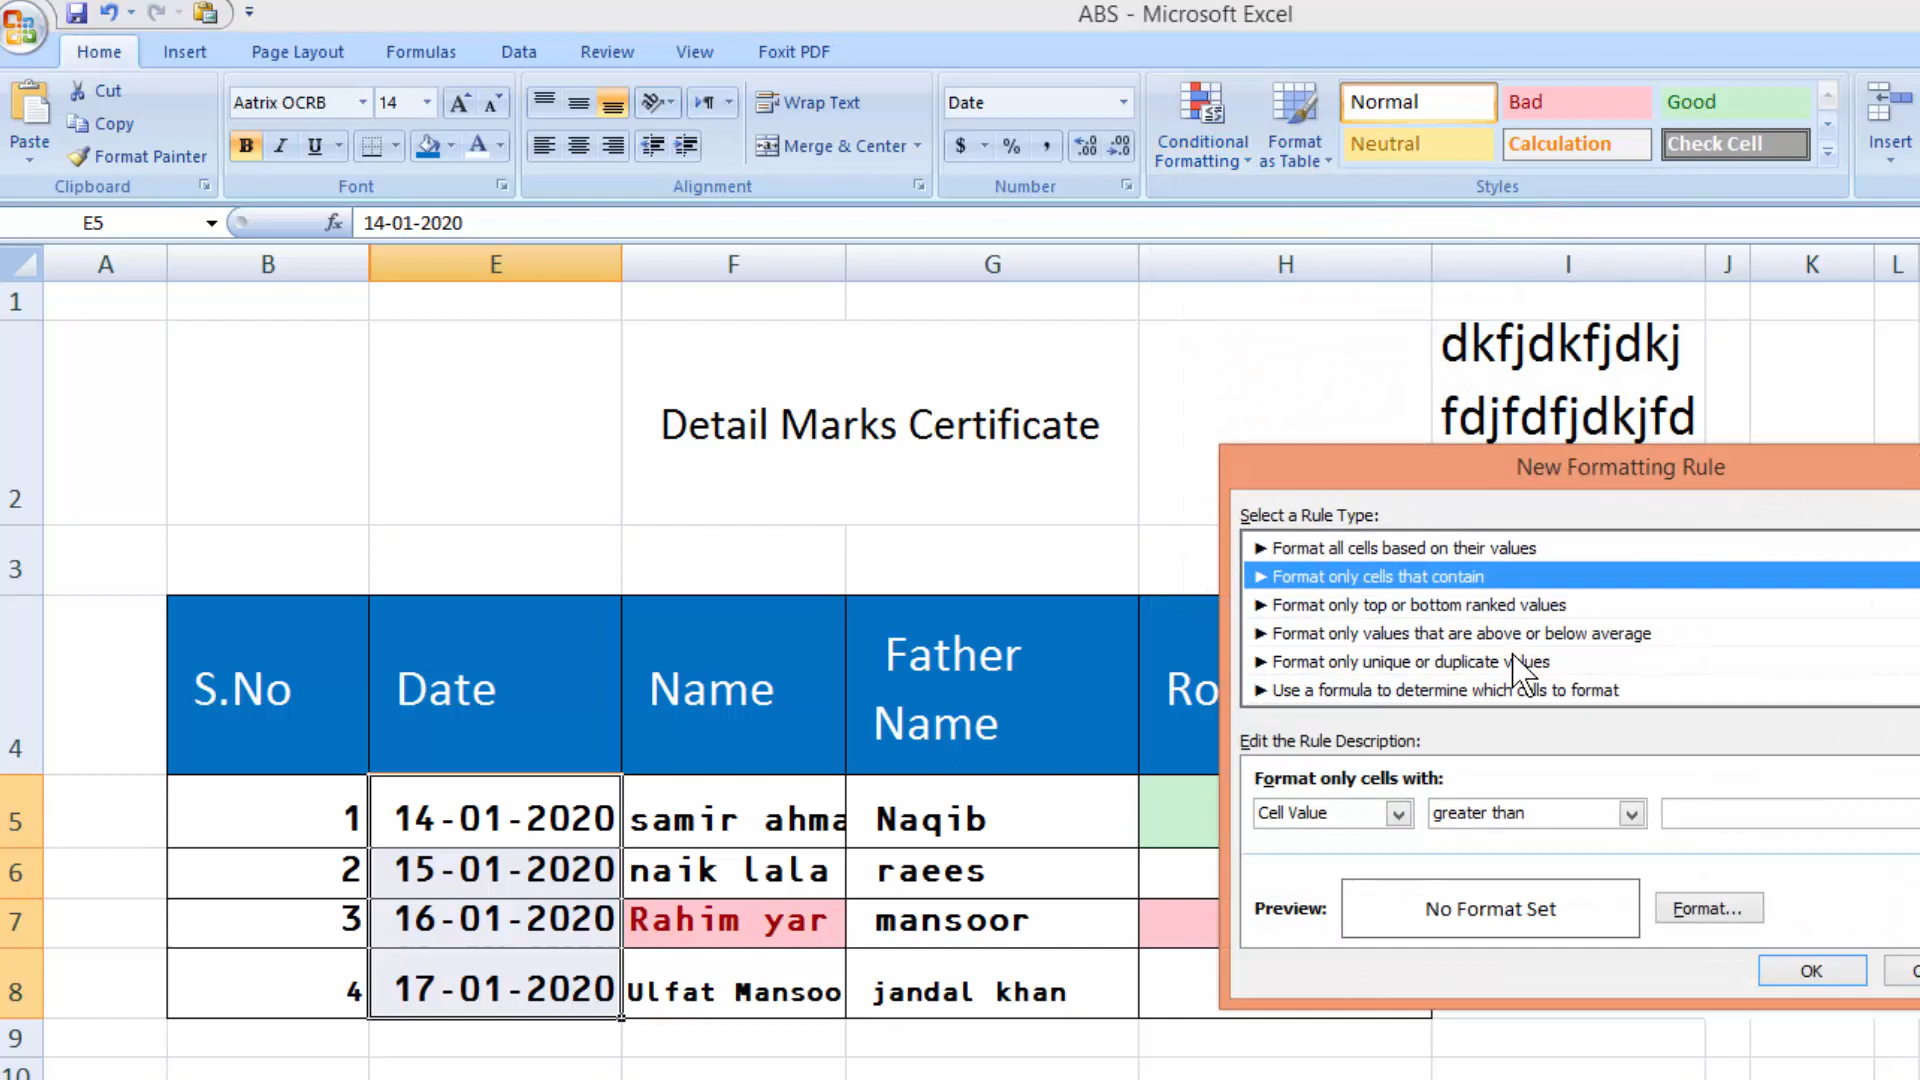 ABS - Microsoft Excel
Home Insert Page Layout Formulas Data Review View Foxit PDF
Paste
Cut
Copy
Format Painter
Clipboard
Aatrix OCRB 14
B I U
Font
Wrap Text
Merge & Center
Alignment
Date
$ % ,
Number
Conditional Formatting
Format as Table
Normal Bad Good
Neutral Calculation Check Cell
Styles
Insert
E5 fx 14-01-2020
A B E F G H I J K L
1
dkfjdkfjdkj
fdjfdfjdkjfd
Detail Marks Certificate
2
3
4 S.No Date Name Father Name Ro
5 1 14-01-2020 samir ahma Naqib
6 2 15-01-2020 naik lala raees
7 3 16-01-2020 Rahim yar mansoor
8 4 17-01-2020 Ulfat Mansoo jandal khan
9
10
New Formatting Rule
Select a Rule Type:
► Format all cells based on their values
► Format only cells that contain
► Format only top or bottom ranked values
► Format only values that are above or below average
► Format only unique or duplicate values
► Use a formula to determine which cells to format
Edit the Rule Description:
Format only cells with:
Cell Value greater than
Preview: No Format Set Format...
OK C